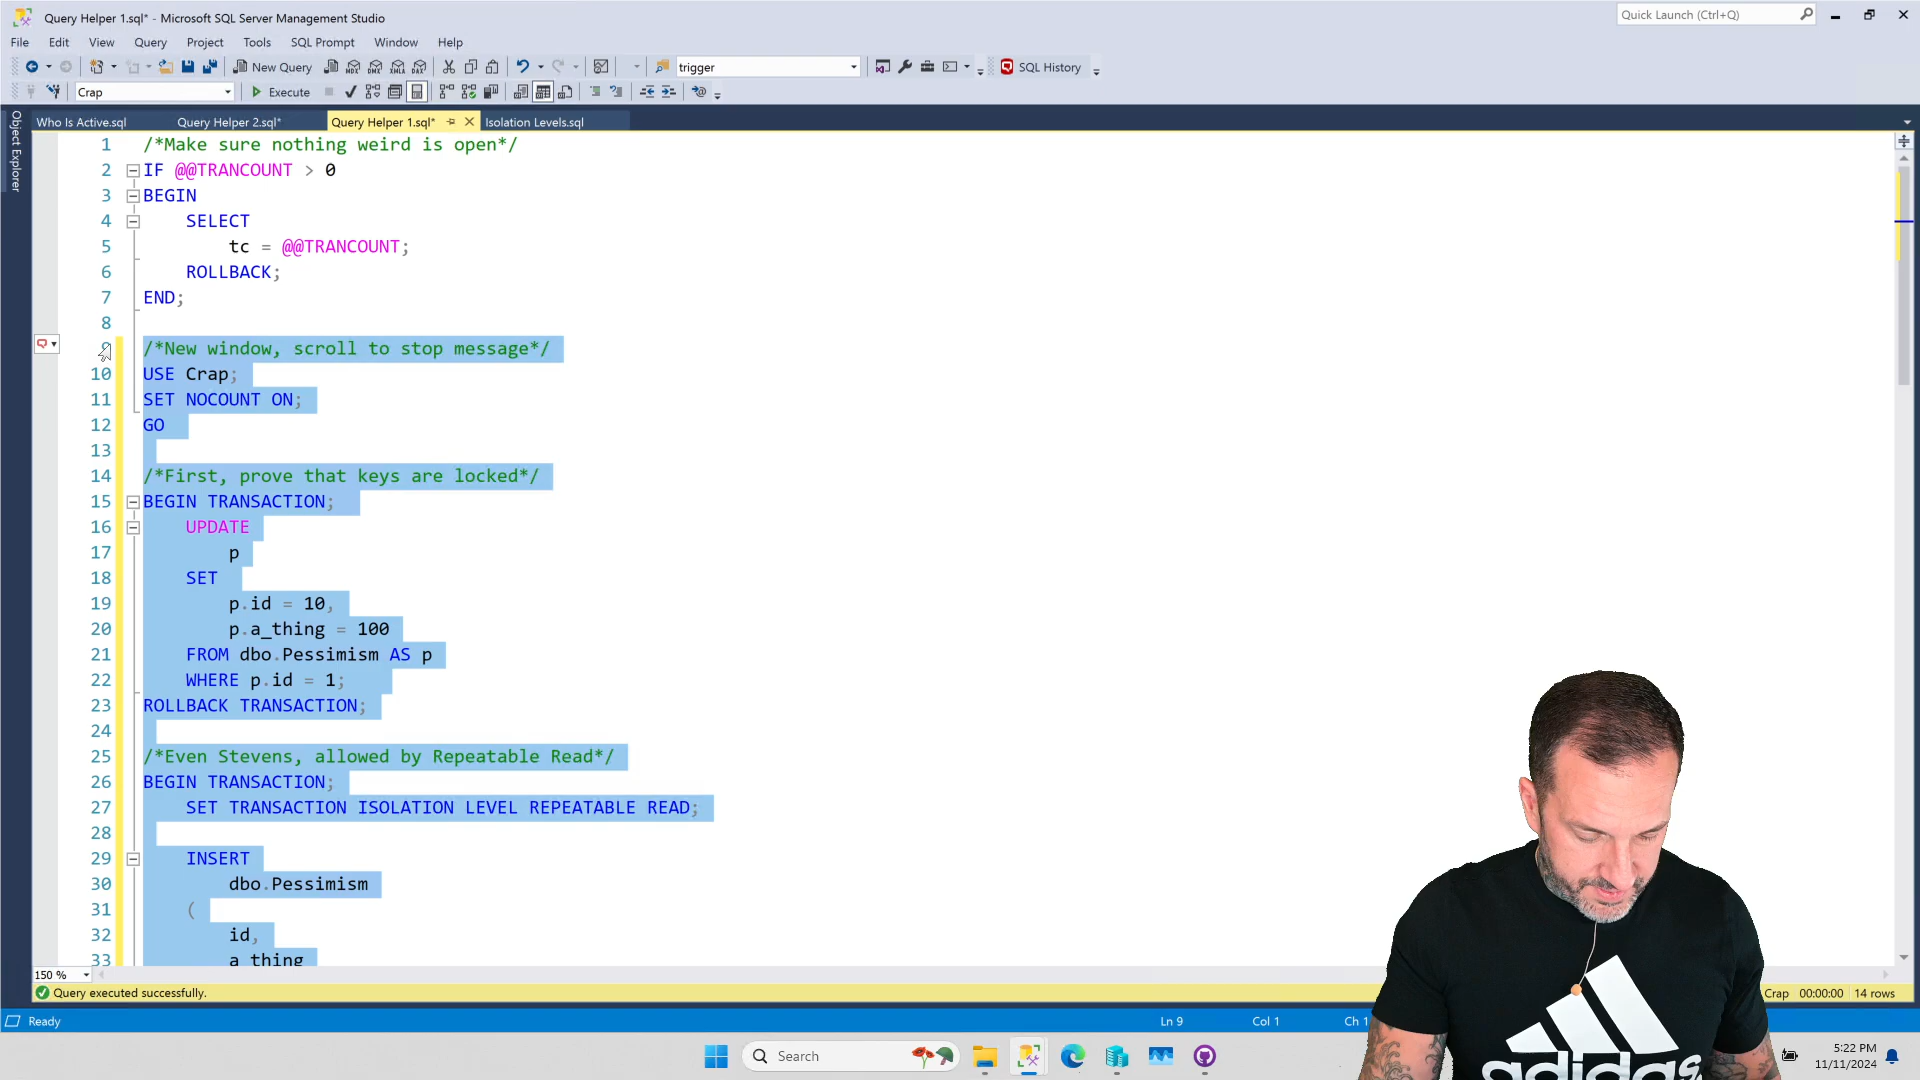 Query Helper 1.sql* - Microsoft SQL Server Management Studio
Quick Launch (Ctrl+Q)
File Edit View Query Project Tools SQL Prompt Window Help
New Query MDX DMX XMLA DAX trigger SQL History
Crap Execute
Who Is Active.sql Query Helper 2.sql* Query Helper 1.sql* Isolation Levels.sql
Object Explorer
1 /*Make sure nothing weird is open*/
2 IF @@TRANCOUNT > 0
3 BEGIN
4 SELECT
5 tc = @@TRANCOUNT;
6 ROLLBACK;
7 END;
8
9 /*New window, scroll to stop message*/
10 USE Crap;
11 SET NOCOUNT ON;
12 GO
13
14 /*First, prove that keys are locked*/
15 BEGIN TRANSACTION;
16 UPDATE
17 p
18 SET
19 p.id = 10,
20 p.a_thing = 100
21 FROM dbo.Pessimism AS p
22 WHERE p.id = 1;
23 ROLLBACK TRANSACTION;
24
25 /*Even Stevens, allowed by Repeatable Read*/
26 BEGIN TRANSACTION;
27 SET TRANSACTION ISOLATION LEVEL REPEATABLE READ;
28
29 INSERT
30 dbo.Pessimism
31 (
32 id,
33 a_thing
150 %
Query executed successfully. Crap 00:00:00 14 rows
Ready Ln 9 Col 1 Ch 1
Search
5:22 PM
11/11/2024
adidas